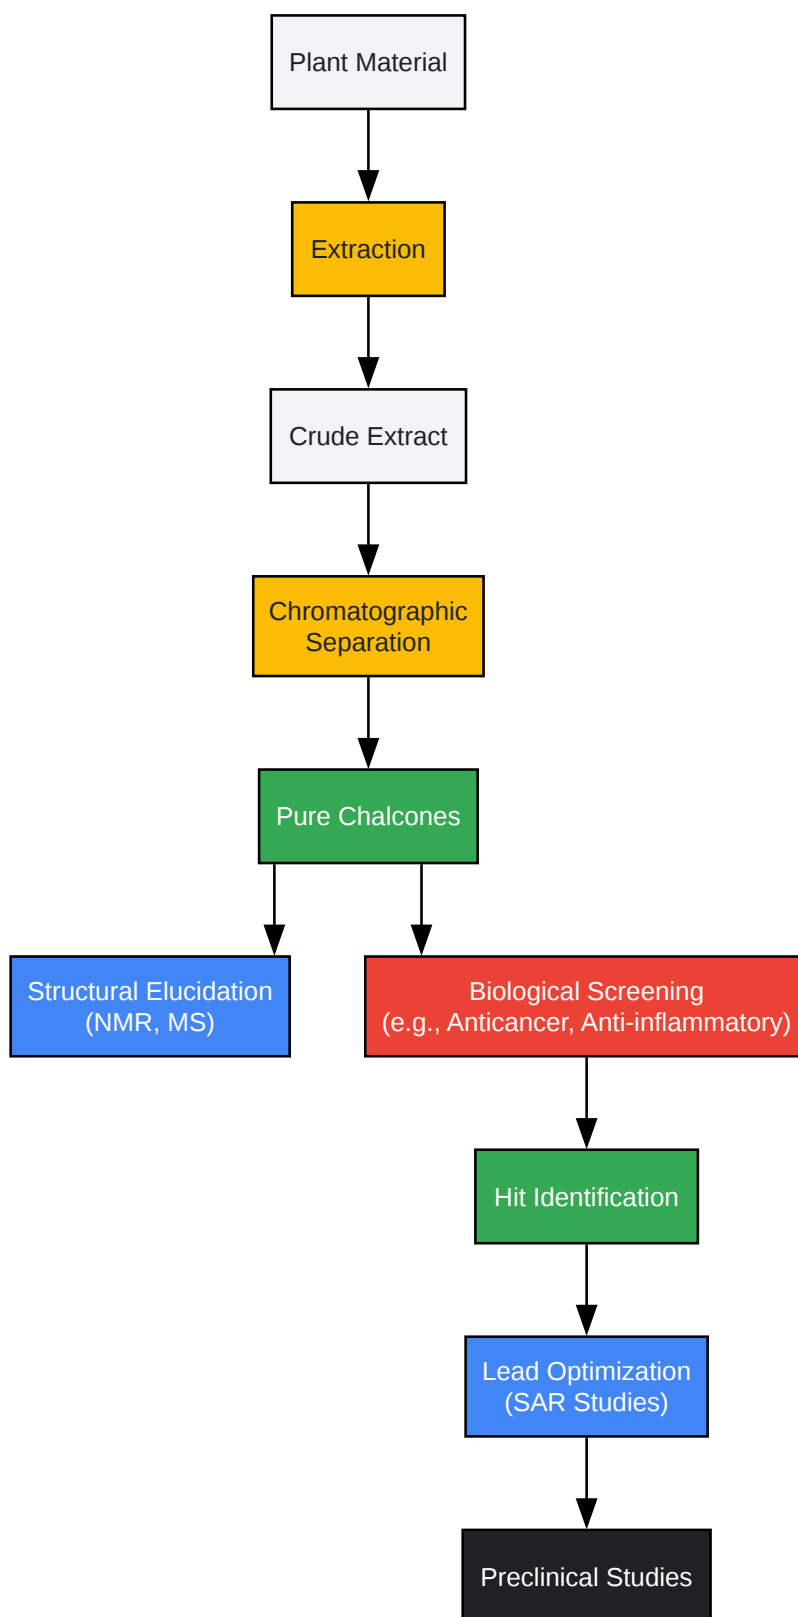 Plant Material
Extraction
Crude Extract
Chromatographic
Separation
Pure Chalcones
Structural Elucidation
(NMR, MS)
Biological Screening
(e.g., Anticancer, Anti-inflammatory)
Hit Identification
Lead Optimization
(SAR Studies)
Preclinical Studies